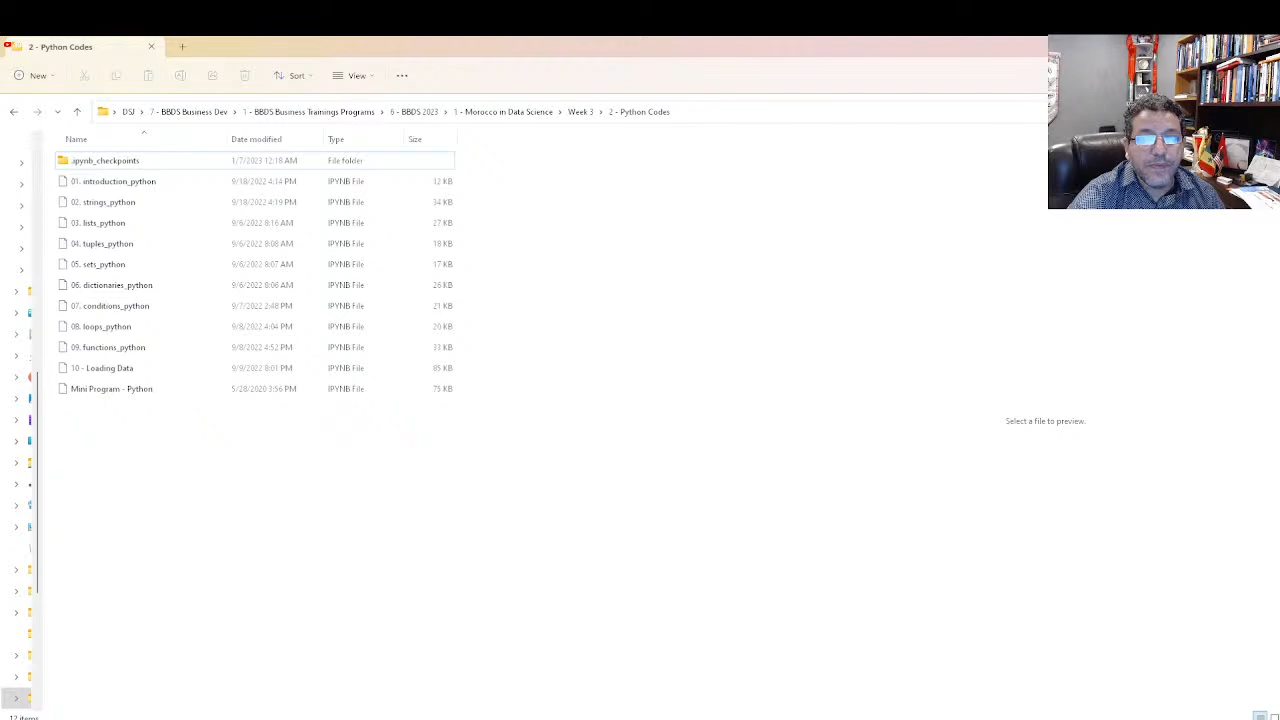 2 - Python Codes
New
Sort
View
DSJ 7 - BBDS Business Dev 1 - BBDS Business Trainings Programs 6 - BBDS 2023 1 - Morocco in Data Science Week 3 2 - Python Codes
Name Date modified Type Size
.ipynb_checkpoints 1/7/2023 12:18 AM File folder
01. introduction_python 9/18/2022 4:14 PM IPYNB File 12 KB
02. strings_python 9/18/2022 4:19 PM IPYNB File 34 KB
03. lists_python 9/6/2022 8:16 AM IPYNB File 27 KB
04. tuples_python 9/6/2022 8:08 AM IPYNB File 18 KB
05. sets_python 9/6/2022 8:07 AM IPYNB File 17 KB
06. dictionaries_python 9/6/2022 8:06 AM IPYNB File 26 KB
07. conditions_python 9/7/2022 2:48 PM IPYNB File 21 KB
08. loops_python 9/8/2022 4:04 PM IPYNB File 20 KB
09. functions_python 9/8/2022 4:52 PM IPYNB File 33 KB
10 - Loading Data 9/9/2022 8:01 PM IPYNB File 85 KB
Mini Program - Python 5/28/2020 3:56 PM IPYNB File 75 KB
Select a file to preview.
12 items